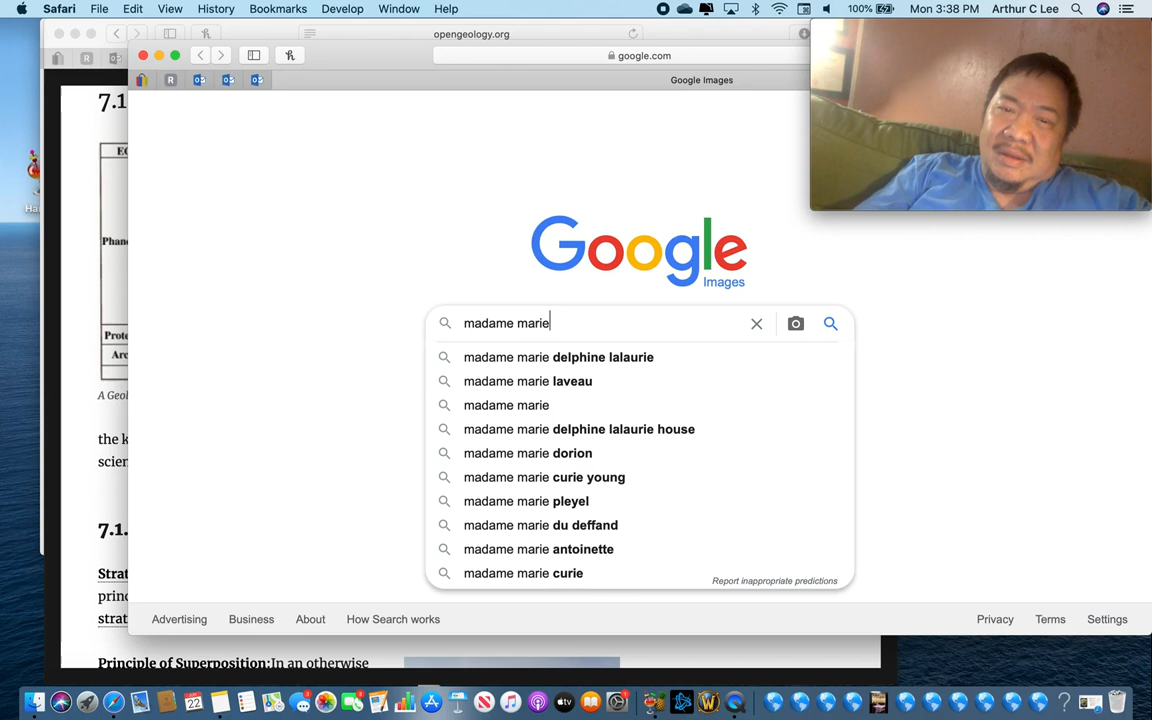 Safari File Edit View History Bookmarks Develop Window Help 100% Mon 3:38 PM Arthur C Lee
opengeology.org
google.com
Google Images
7.1
Phan
Prote
Arc
A Geol
the k
scien
7.1.
Strat
princ
strat
Principle of Superposition:In an otherwise
Google
Images
madame marie
madame marie delphine lalaurie
madame marie laveau
madame marie
madame marie delphine lalaurie house
madame marie dorion
madame marie curie young
madame marie pleyel
madame marie du deffand
madame marie antoinette
madame marie curie
Report inappropriate predictions
Advertising Business About How Search works Privacy Terms Settings